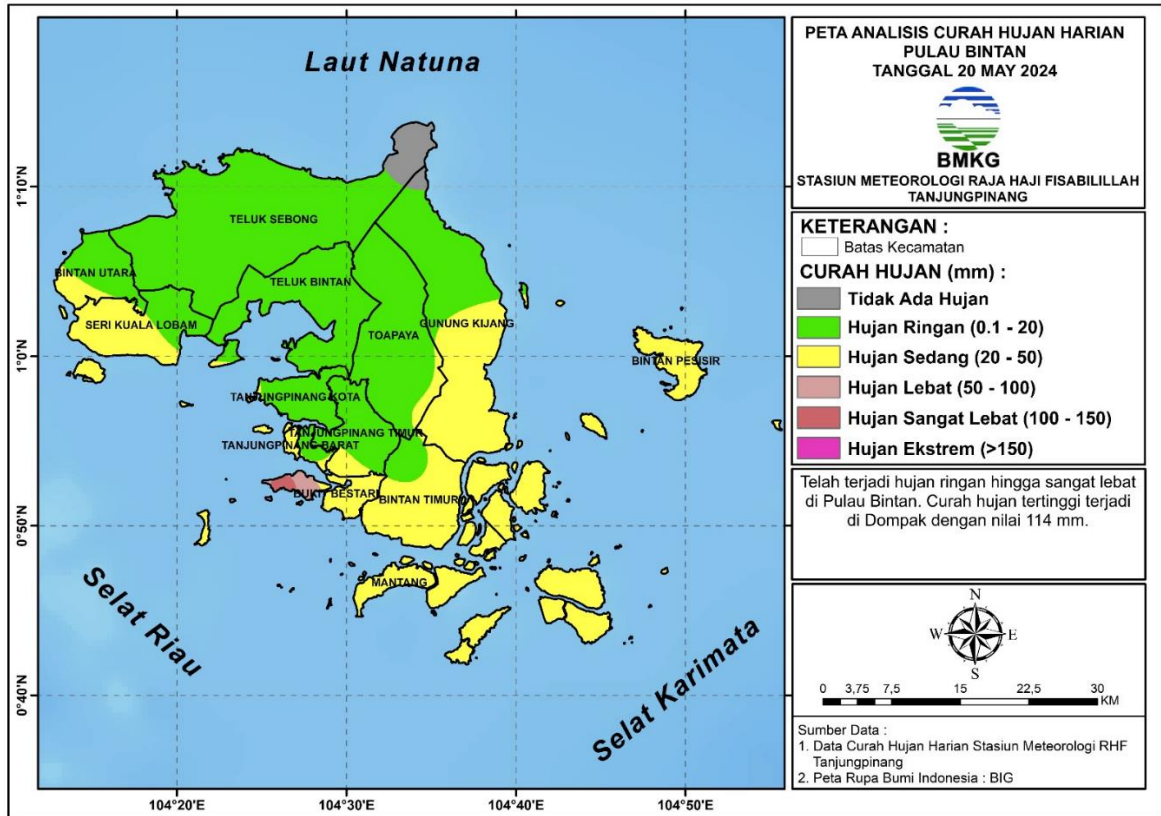 Laut Natuna
TELUK SEBONG
BINTAN UTARA
TELUK BINTAN
SERI KUALA LOBAM
TOAPAYA
GUNUNG KIJANG
BINTAN PESISIR
TANJUNGPINANG KOTA
TANJUNGPINANG TIMUR
TANJUNGPINANG BARAT
BUKIT BESTARI
BINTAN TIMUR
MANTANG
Selat Riau
Selat Karimata
1°10'N
1°0'N
0°50'N
0°40'N
104°20'E
104°30'E
104°40'E
104°50'E
PETA ANALISIS CURAH HUJAN HARIAN
PULAU BINTAN
TANGGAL 20 MAY 2024
BMKG
STASIUN METEOROLOGI RAJA HAJI FISABILILLAH
TANJUNGPINANG
KETERANGAN :
Batas Kecamatan
CURAH HUJAN (mm) :
Tidak Ada Hujan
Hujan Ringan (0.1 - 20)
Hujan Sedang (20 - 50)
Hujan Lebat (50 - 100)
Hujan Sangat Lebat (100 - 150)
Hujan Ekstrem (>150)
Telah terjadi hujan ringan hingga sangat lebat
di Pulau Bintan. Curah hujan tertinggi terjadi
di Dompak dengan nilai 114 mm.
N
W E
S
0 3,75 7,5 15 22,5 30
KM
Sumber Data :
1. Data Curah Hujan Harian Stasiun Meteorologi RHF
Tanjungpinang
2. Peta Rupa Bumi Indonesia : BIG